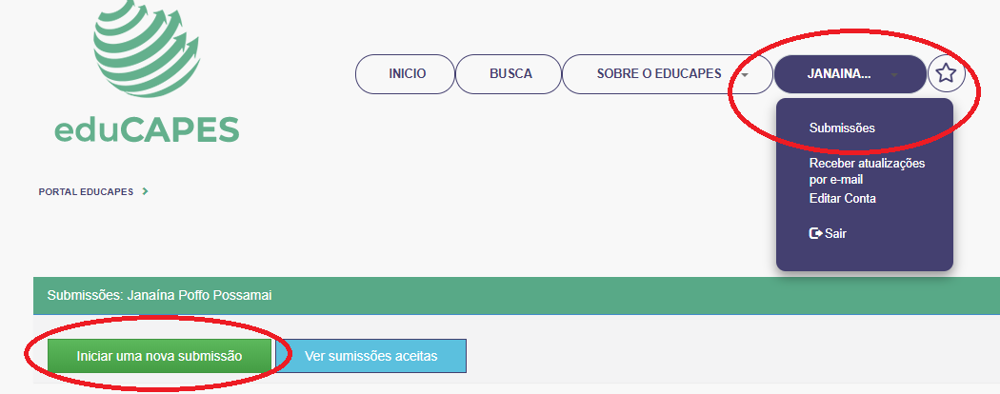 eduCAPES
INICIO
BUSCA
SOBRE O EDUCAPES
JANAINA...
Submissões
Receber atualizações
por e-mail
Editar Conta
Sair
PORTAL EDUCAPES
Submissões: Janaína Poffo Possamai
Iniciar uma nova submissão
Ver sumissões aceitas